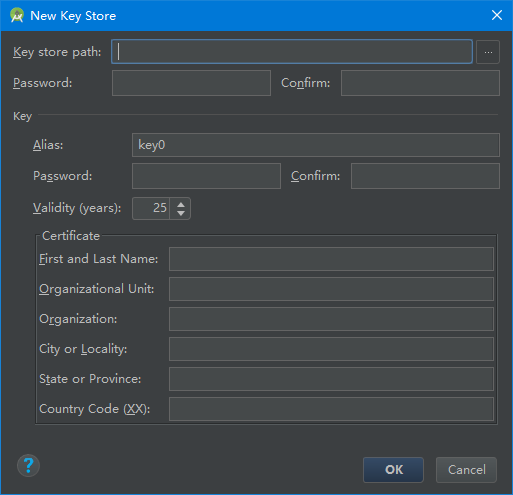 New Key Store
Key store path: ...
Password: Confirm:
Key
Alias: key0
Password: Confirm:
Validity (years): 25
Certificate
First and Last Name:
Organizational Unit:
Organization:
City or Locality:
State or Province:
Country Code (XX):
? OK Cancel